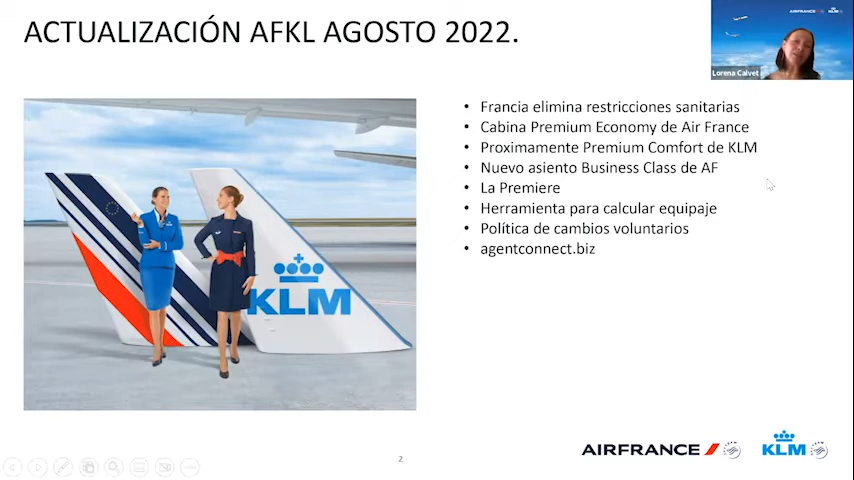 ACTUALIZACIÓN AFKL AGOSTO 2022.
Lorena Calvet
• Francia elimina restricciones sanitarias
• Cabina Premium Economy de Air France
• Proximamente Premium Comfort de KLM
• Nuevo asiento Business Class de AF
• La Premiere
• Herramienta para calcular equipaje
• Política de cambios voluntarios
• agentconnect.biz
KLM
2
AIRFRANCE
KLM